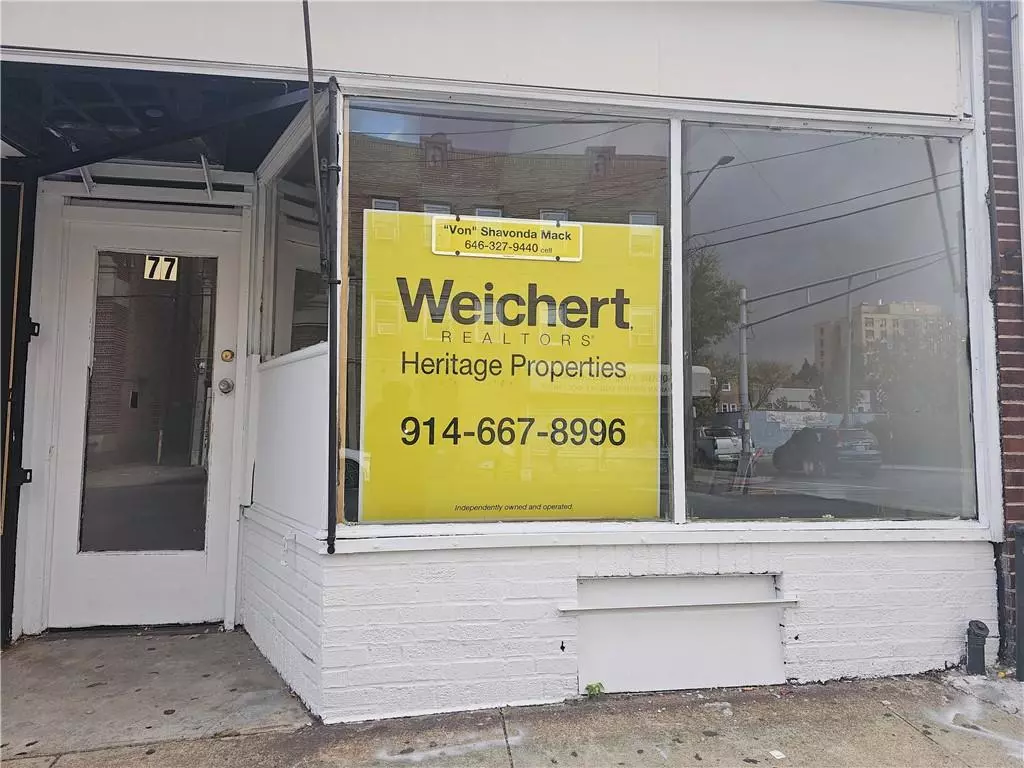 77
"Von" Shavonda Mack
646-327-9440 cell
Weichert
REALTORS®
Heritage Properties
914-667-8996
Independently owned and operated.